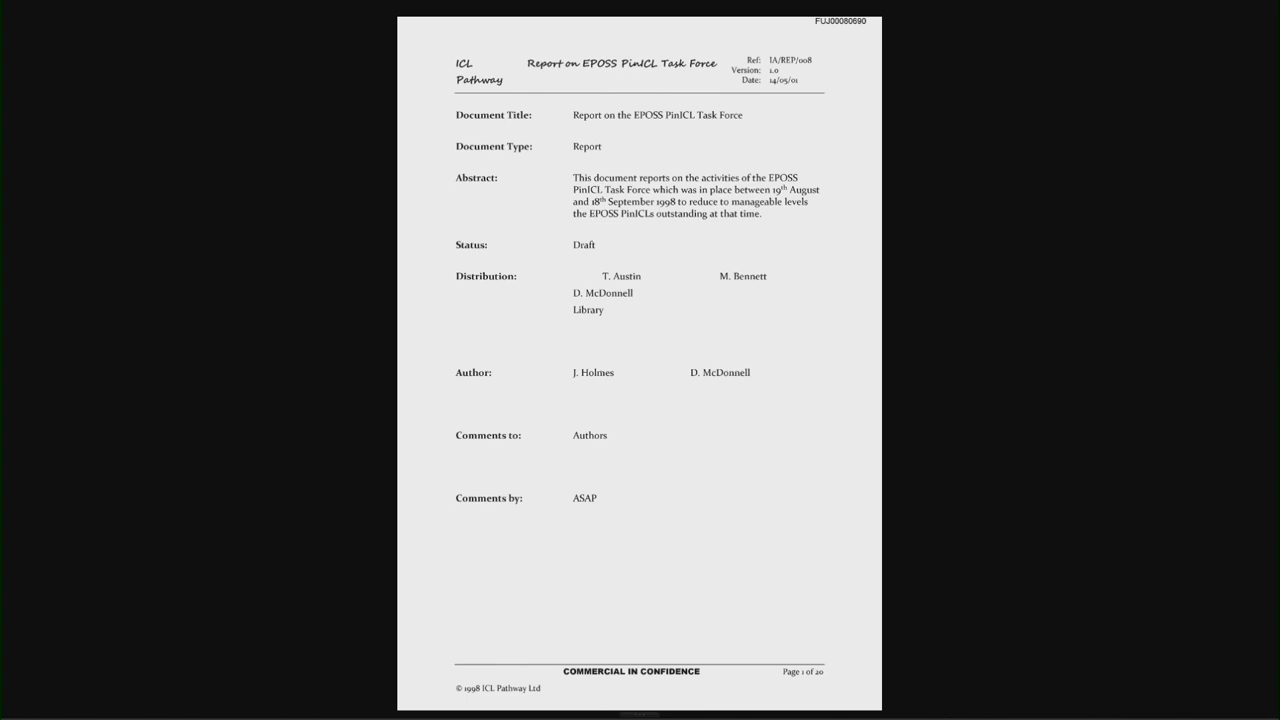 FUJ00080690
ICL Pathway
Report on EPOSS PinICL Task Force
Ref: IA/REP/008
Version: 1.0
Date: 14/05/01
Document Title: Report on the EPOSS PinICL Task Force
Document Type: Report
Abstract: This document reports on the activities of the EPOSS
PinICL Task Force which was in place between 19th August
and 18th September 1998 to reduce to manageable levels
the EPOSS PinICLs outstanding at that time.
Status: Draft
Distribution: T. Austin M. Bennett
D. McDonnell
Library
Author: J. Holmes D. McDonnell
Comments to: Authors
Comments by: ASAP
COMMERCIAL IN CONFIDENCE Page 1 of 20
© 1998 ICL Pathway Ltd